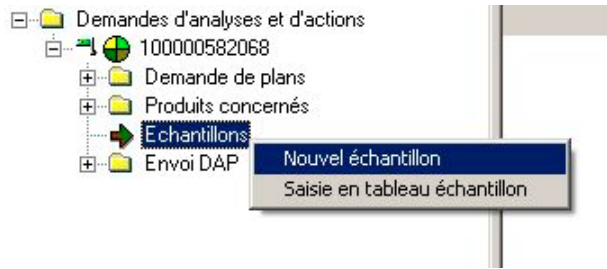 Demandes d'analyses et d'actions
100000582068
Demande de plans
Produits concernés
Echantillons
Nouvel échantillon
Envoi DAP
Saisie en tableau échantillon